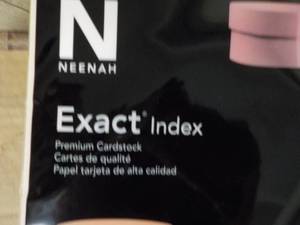 N
NEENAH
Exact® Index
Premium Cardstock
Cartes de qualité
Papel tarjeta de alta calidad